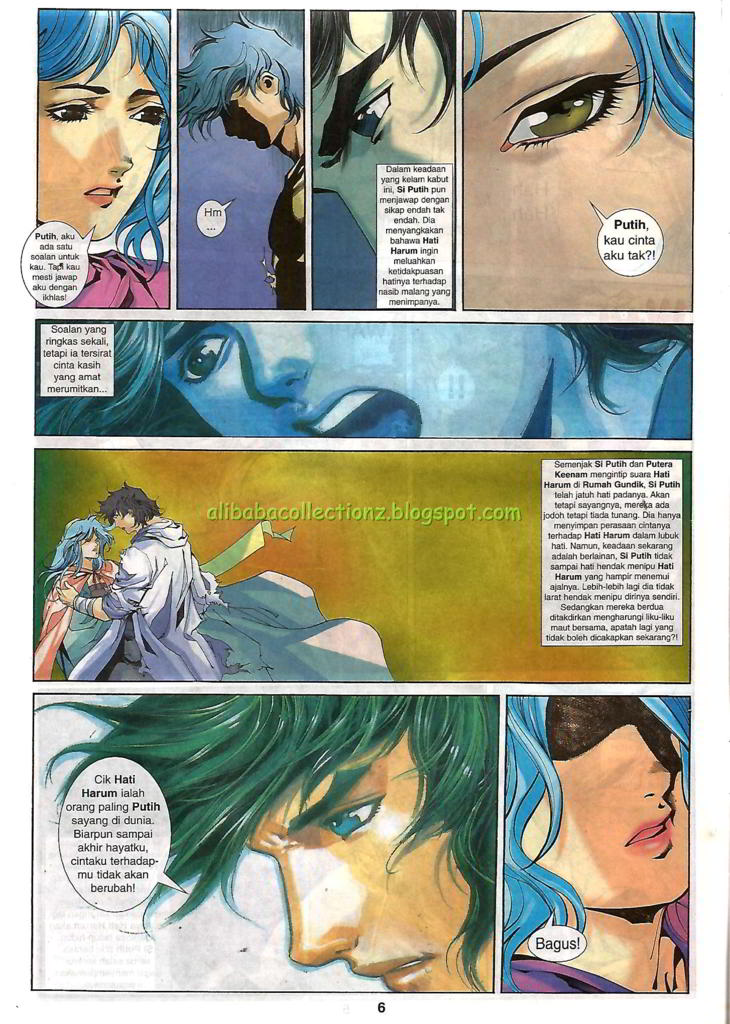 Putih, aku
ada satu
soalan untuk
kau. Tapi kau
mesti jawap
aku dengan
ikhlas!
Hm
...
Dalam keadaan
yang kelam kabut
ini, Si Putih pun
menjawap dengan
sikap endah tak
endah. Dia
menyangkakan
bahawa Hati
Harum ingin
meluahkan
ketidakpuasan
hatinya terhadap
nasib malang yang
menimpanya.
Putih,
kau cinta
aku tak?!
Soalan yang
ringkas sekali,
tetapi ia tersirat
cinta kasih
yang amat
merumitkan...
!!
Semenjak Si Putih dan Putera
Keenam mengintip suara Hati
Harum di Rumah Gundik, Si Putih
telah jatuh hati padanya. Akan
tetapi sayangnya, mereka ada
jodoh tetapi tiada tunang. Dia hanya
menyimpan perasaan cintanya
terhadap Hati Harum dalam lubuk
hati. Namun, keadaan sekarang
adalah berlainan, Si Putih tidak
sampai hati hendak menipu Hati
Harum yang hampir menemui
ajalnya. Lebih-lebih lagi dia tidak
larat hendak menipu dirinya sendiri.
Sedangkan mereka berdua
ditakdirkan mengharungi liku-liku
maut bersama, apatah lagi yang
tidak boleh dicakapkan sekarang?!
alibabacollectionz.blogspot.com
Cik Hati
Harum ialah
orang paling Putih
sayang di dunia.
Biarpun sampai
akhir hayatku,
cintaku terhadap-
mu tidak akan
berubah!
Bagus!
6